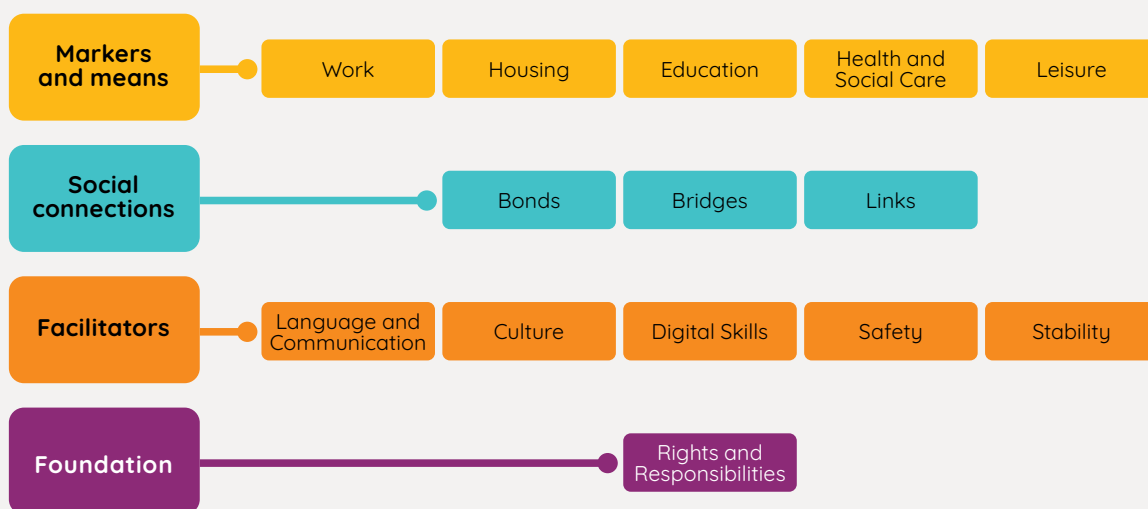 Markers
and means
Work
Housing
Education
Health and
Social Care
Leisure
Social
connections
Bonds
Bridges
Links
Facilitators
Language and
Communication
Culture
Digital Skills
Safety
Stability
Foundation
Rights and
Responsibilities